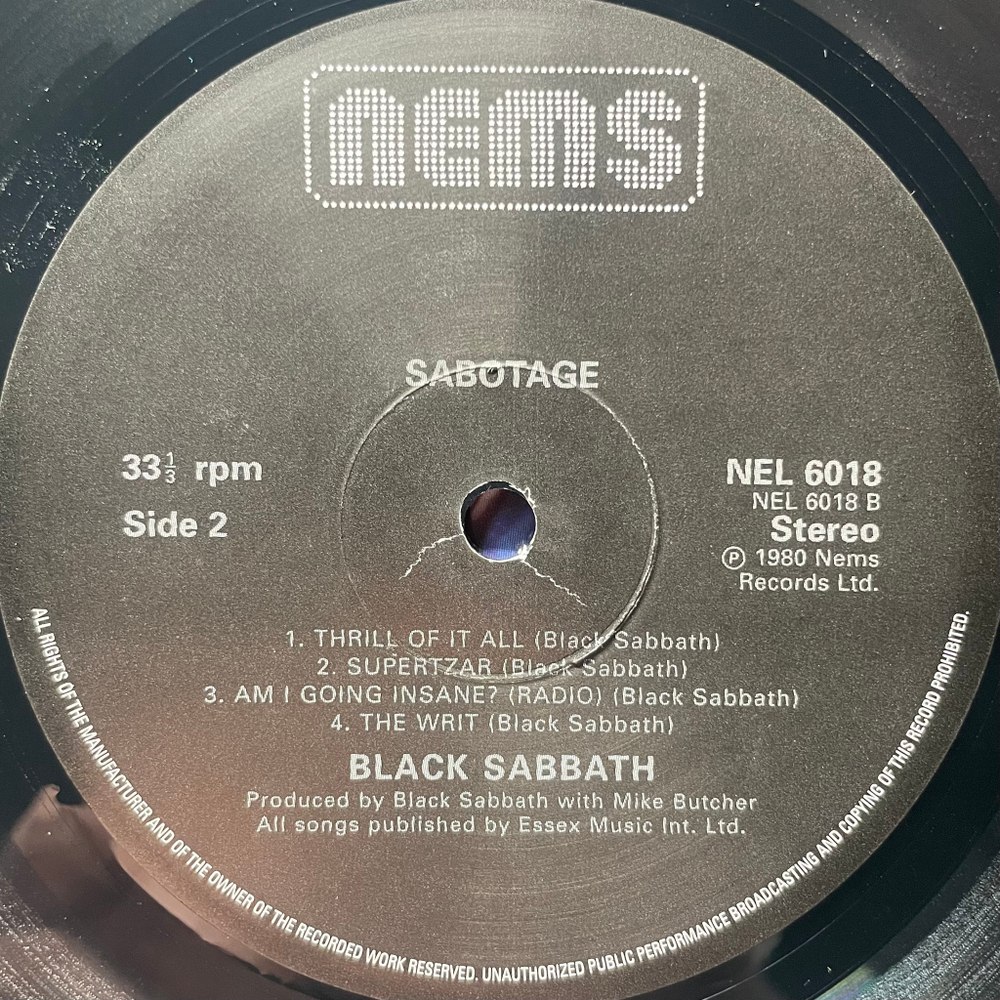 nems
SABOTAGE
33⅓ rpm
Side 2
NEL 6018
NEL 6018 B
Stereo
Ⓟ 1980 Nems
Records Ltd.
1. THRILL OF IT ALL (Black Sabbath)
2. SUPERTZAR (Black Sabbath)
3. AM I GOING INSANE? (RADIO) (Black Sabbath)
4. THE WRIT (Black Sabbath)
BLACK SABBATH
Produced by Black Sabbath with Mike Butcher
All songs published by Essex Music Int. Ltd.
ALL RIGHTS OF THE MANUFACTURER AND OF THE OWNER OF THE RECORDED WORK RESERVED. UNAUTHORIZED PUBLIC PERFORMANCE BROADCASTING AND COPYING OF THIS RECORD PROHIBITED.